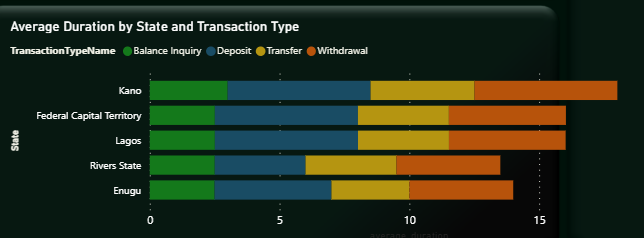 Average Duration by State and Transaction Type
TransactionTypeName Balance Inquiry Deposit Transfer Withdrawal
Kano
Federal Capital Territory
Lagos
Rivers State
Enugu
State
0 5 10 15
average_duration